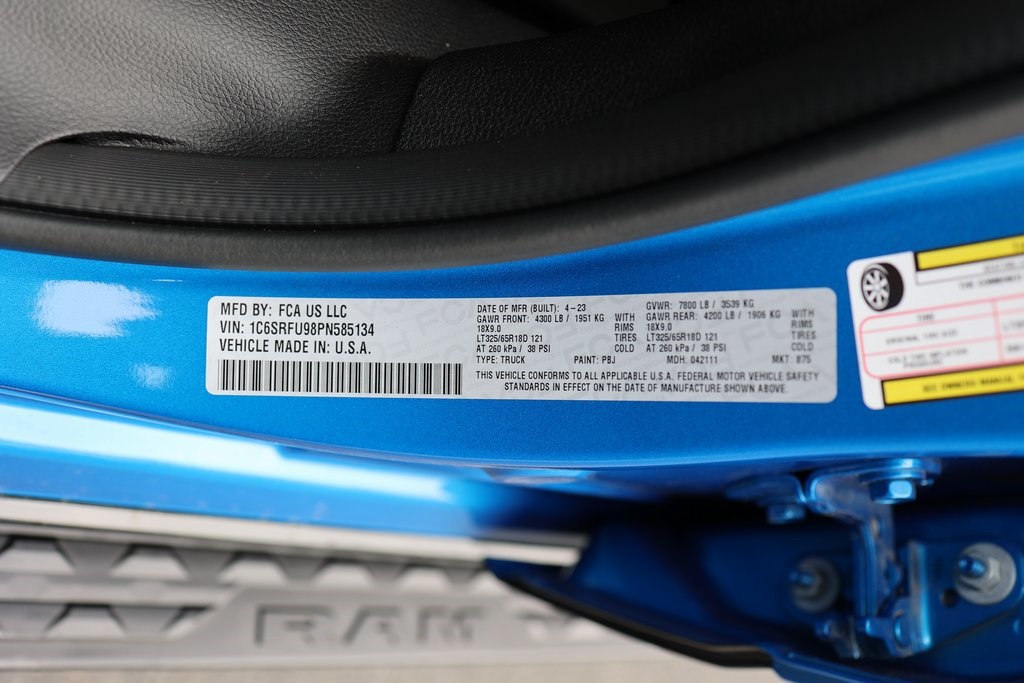 MFD BY: FCA US LLC
VIN: 1C6SRFU98PN585134
VEHICLE MADE IN: U.S.A.
DATE OF MFR (BUILT): 4-23 GVWR: 7800 LB / 3539 KG
GAWR FRONT: 4300 LB / 1951 KG WITH GAWR REAR: 4200 LB / 1906 KG WITH
18X9.0 RIMS 18X9.0 RIMS
LT325/65R18D 121 TIRES LT325/65R18D 121 TIRES
AT 260 kPa / 38 PSI COLD AT 260 kPa / 38 PSI COLD
TYPE: TRUCK PAINT: PBJ MDH: 042111 MKT: 875
THIS VEHICLE CONFORMS TO ALL APPLICABLE U.S.A. FEDERAL MOTOR VEHICLE SAFETY
STANDARDS IN EFFECT ON THE DATE OF MANUFACTURE SHOWN ABOVE.
TIRE
SEE OWNERS MANUAL
RAM